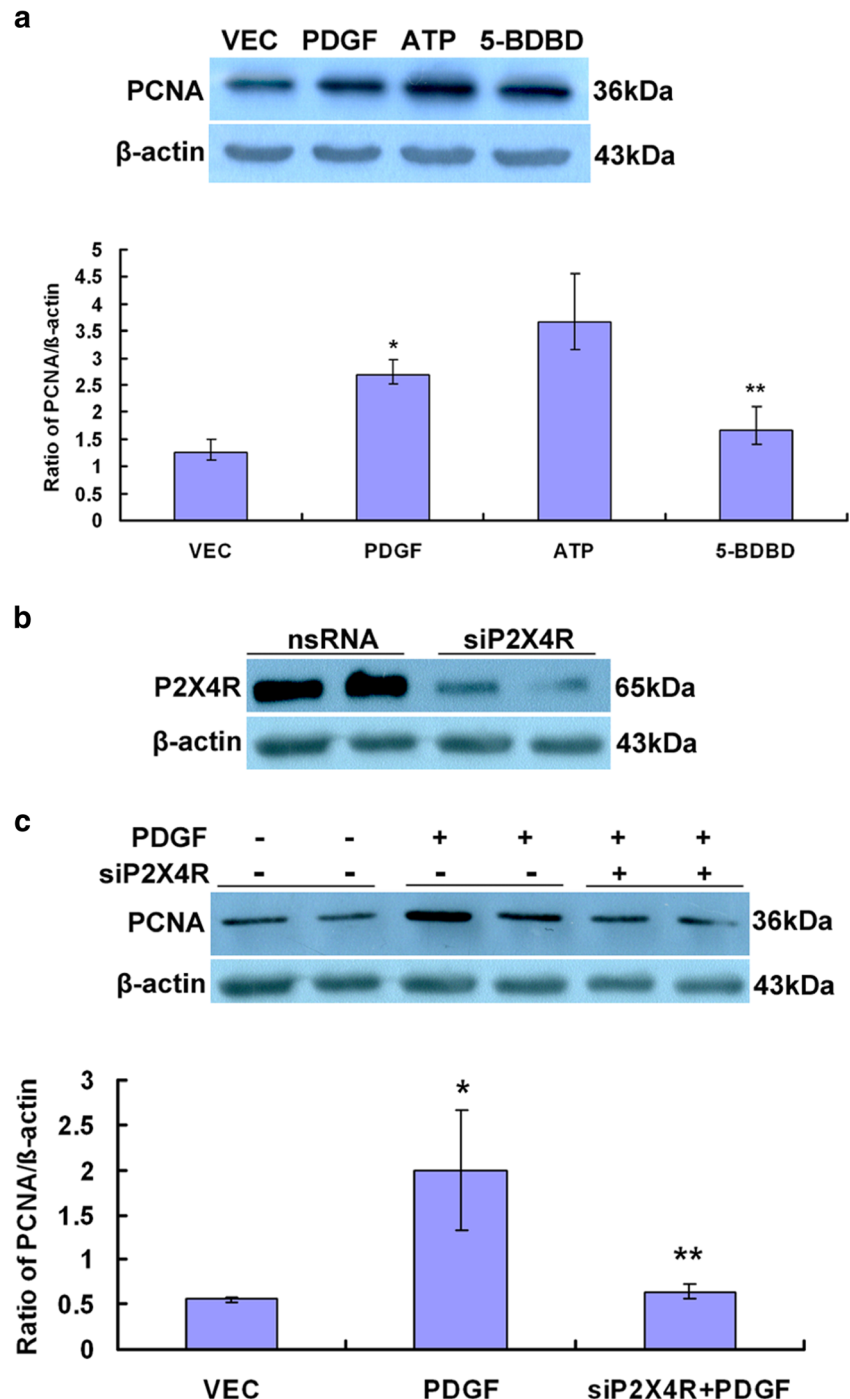 a
VEC PDGF ATP 5-BDBD
PCNA 36kDa
β-actin 43kDa
Ratio of PCNA/ß-actin
5
4.5
4
3.5
3
2.5
2
1.5
1
0.5
0
*
**
VEC PDGF ATP 5-BDBD
b
nsRNA siP2X4R
P2X4R 65kDa
β-actin 43kDa
c
PDGF - - + + + +
siP2X4R - - - - + +
PCNA 36kDa
β-actin 43kDa
Ratio of PCNA/ß-actin
3
2.5
2
1.5
1
0.5
0
*
**
VEC PDGF siP2X4R+PDGF